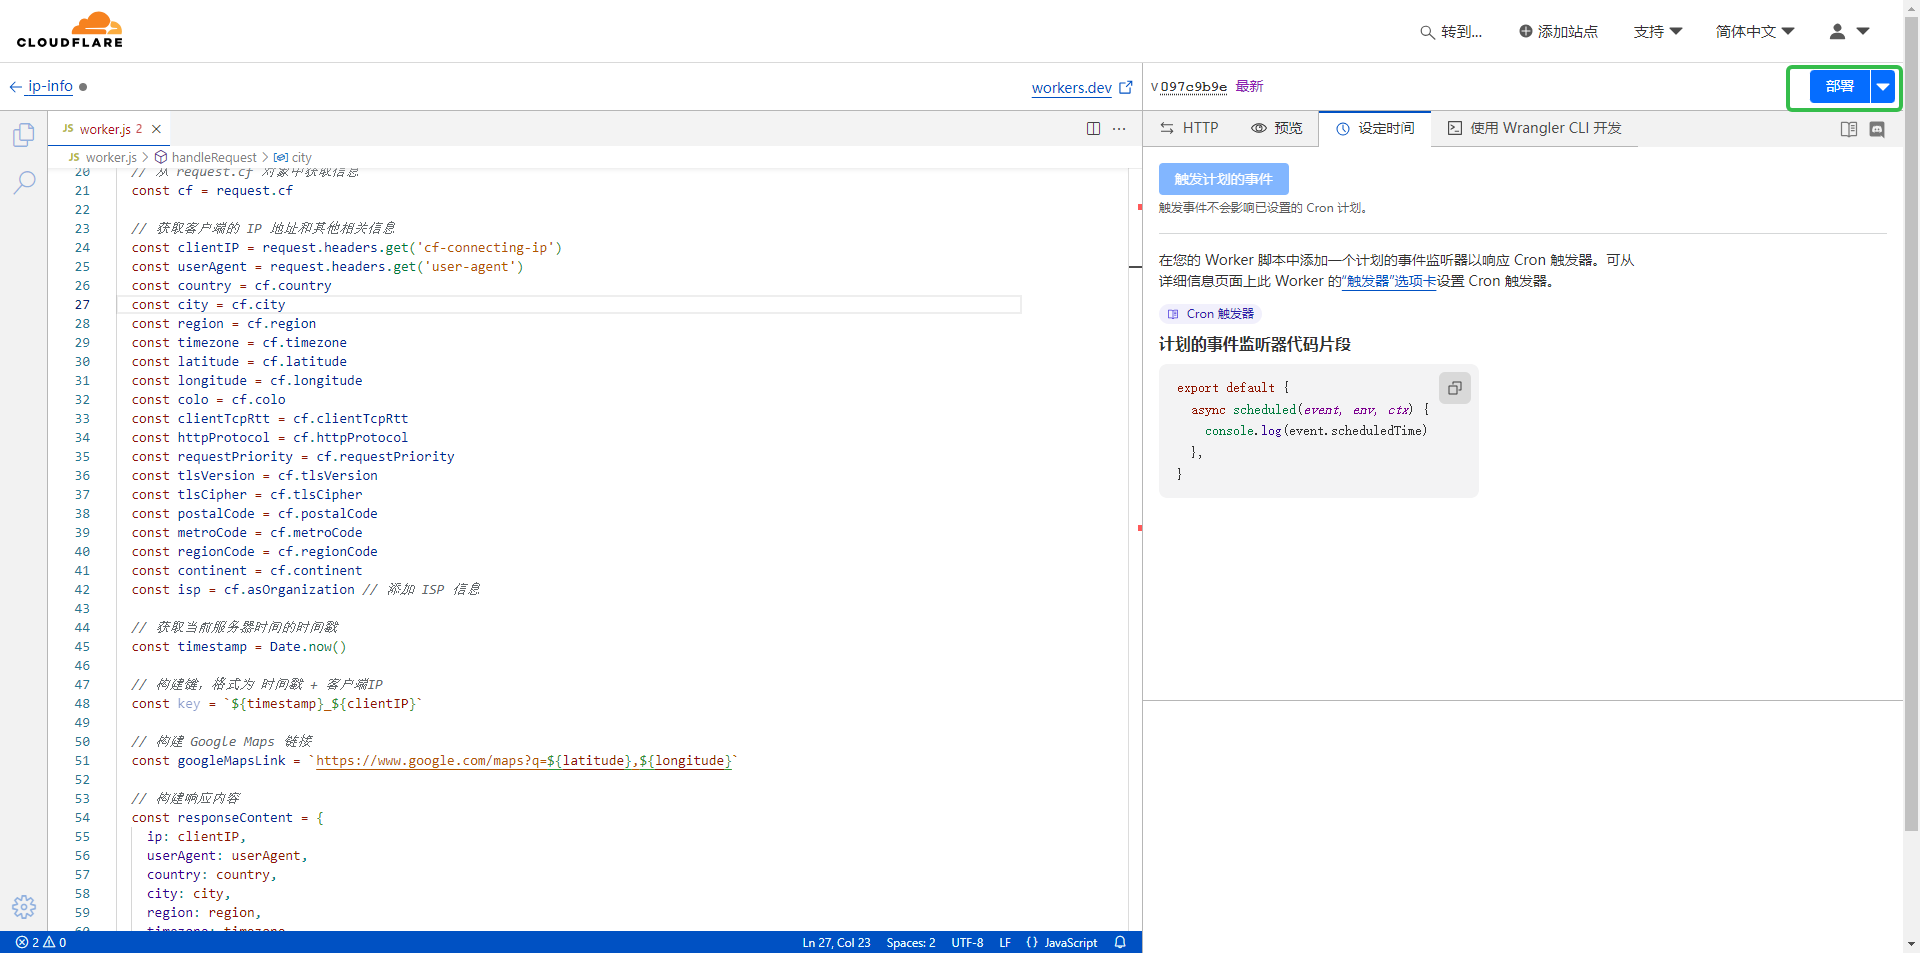 CLOUDFLARE
转到...
添加站点
支持
简体中文
ip-info
workers.dev
v097c9b9e 最新
部署
JS worker.js 2
HTTP
预览
设定时间
使用 Wrangler CLI 开发
JS worker.js > handleRequest > city
20 // 从 request.cf 对象中获取信息
21 const cf = request.cf
22
23 // 获取客户端的 IP 地址和其他相关信息
24 const clientIP = request.headers.get('cf-connecting-ip')
25 const userAgent = request.headers.get('user-agent')
26 const country = cf.country
27 const city = cf.city
28 const region = cf.region
29 const timezone = cf.timezone
30 const latitude = cf.latitude
31 const longitude = cf.longitude
32 const colo = cf.colo
33 const clientTcpRtt = cf.clientTcpRtt
34 const httpProtocol = cf.httpProtocol
35 const requestPriority = cf.requestPriority
36 const tlsVersion = cf.tlsVersion
37 const tlsCipher = cf.tlsCipher
38 const postalCode = cf.postalCode
39 const metroCode = cf.metroCode
40 const regionCode = cf.regionCode
41 const continent = cf.continent
42 const isp = cf.asOrganization // 添加 ISP 信息
43
44 // 获取当前服务器时间的时间戳
45 const timestamp = Date.now()
46
47 // 构建键，格式为 时间戳 + 客户端IP
48 const key = `${timestamp}_${clientIP}`
49
50 // 构建 Google Maps 链接
51 const googleMapsLink = `https://www.google.com/maps?q=${latitude},${longitude}`
52
53 // 构建响应内容
54 const responseContent = {
55 ip: clientIP,
56 userAgent: userAgent,
57 country: country,
58 city: city,
59 region: region,
60 timezone: timezone
触发计划的事件
触发事件不会影响已设置的 Cron 计划。
在您的 Worker 脚本中添加一个计划的事件监听器以响应 Cron 触发器。可从
详细信息页面上此 Worker 的“触发器”选项卡设置 Cron 触发器。
Cron 触发器
计划的事件监听器代码片段
export default {
async scheduled(event, env, ctx) {
console.log(event.scheduledTime)
},
}
2 0
Ln 27, Col 23
Spaces: 2
UTF-8
LF
{} JavaScript